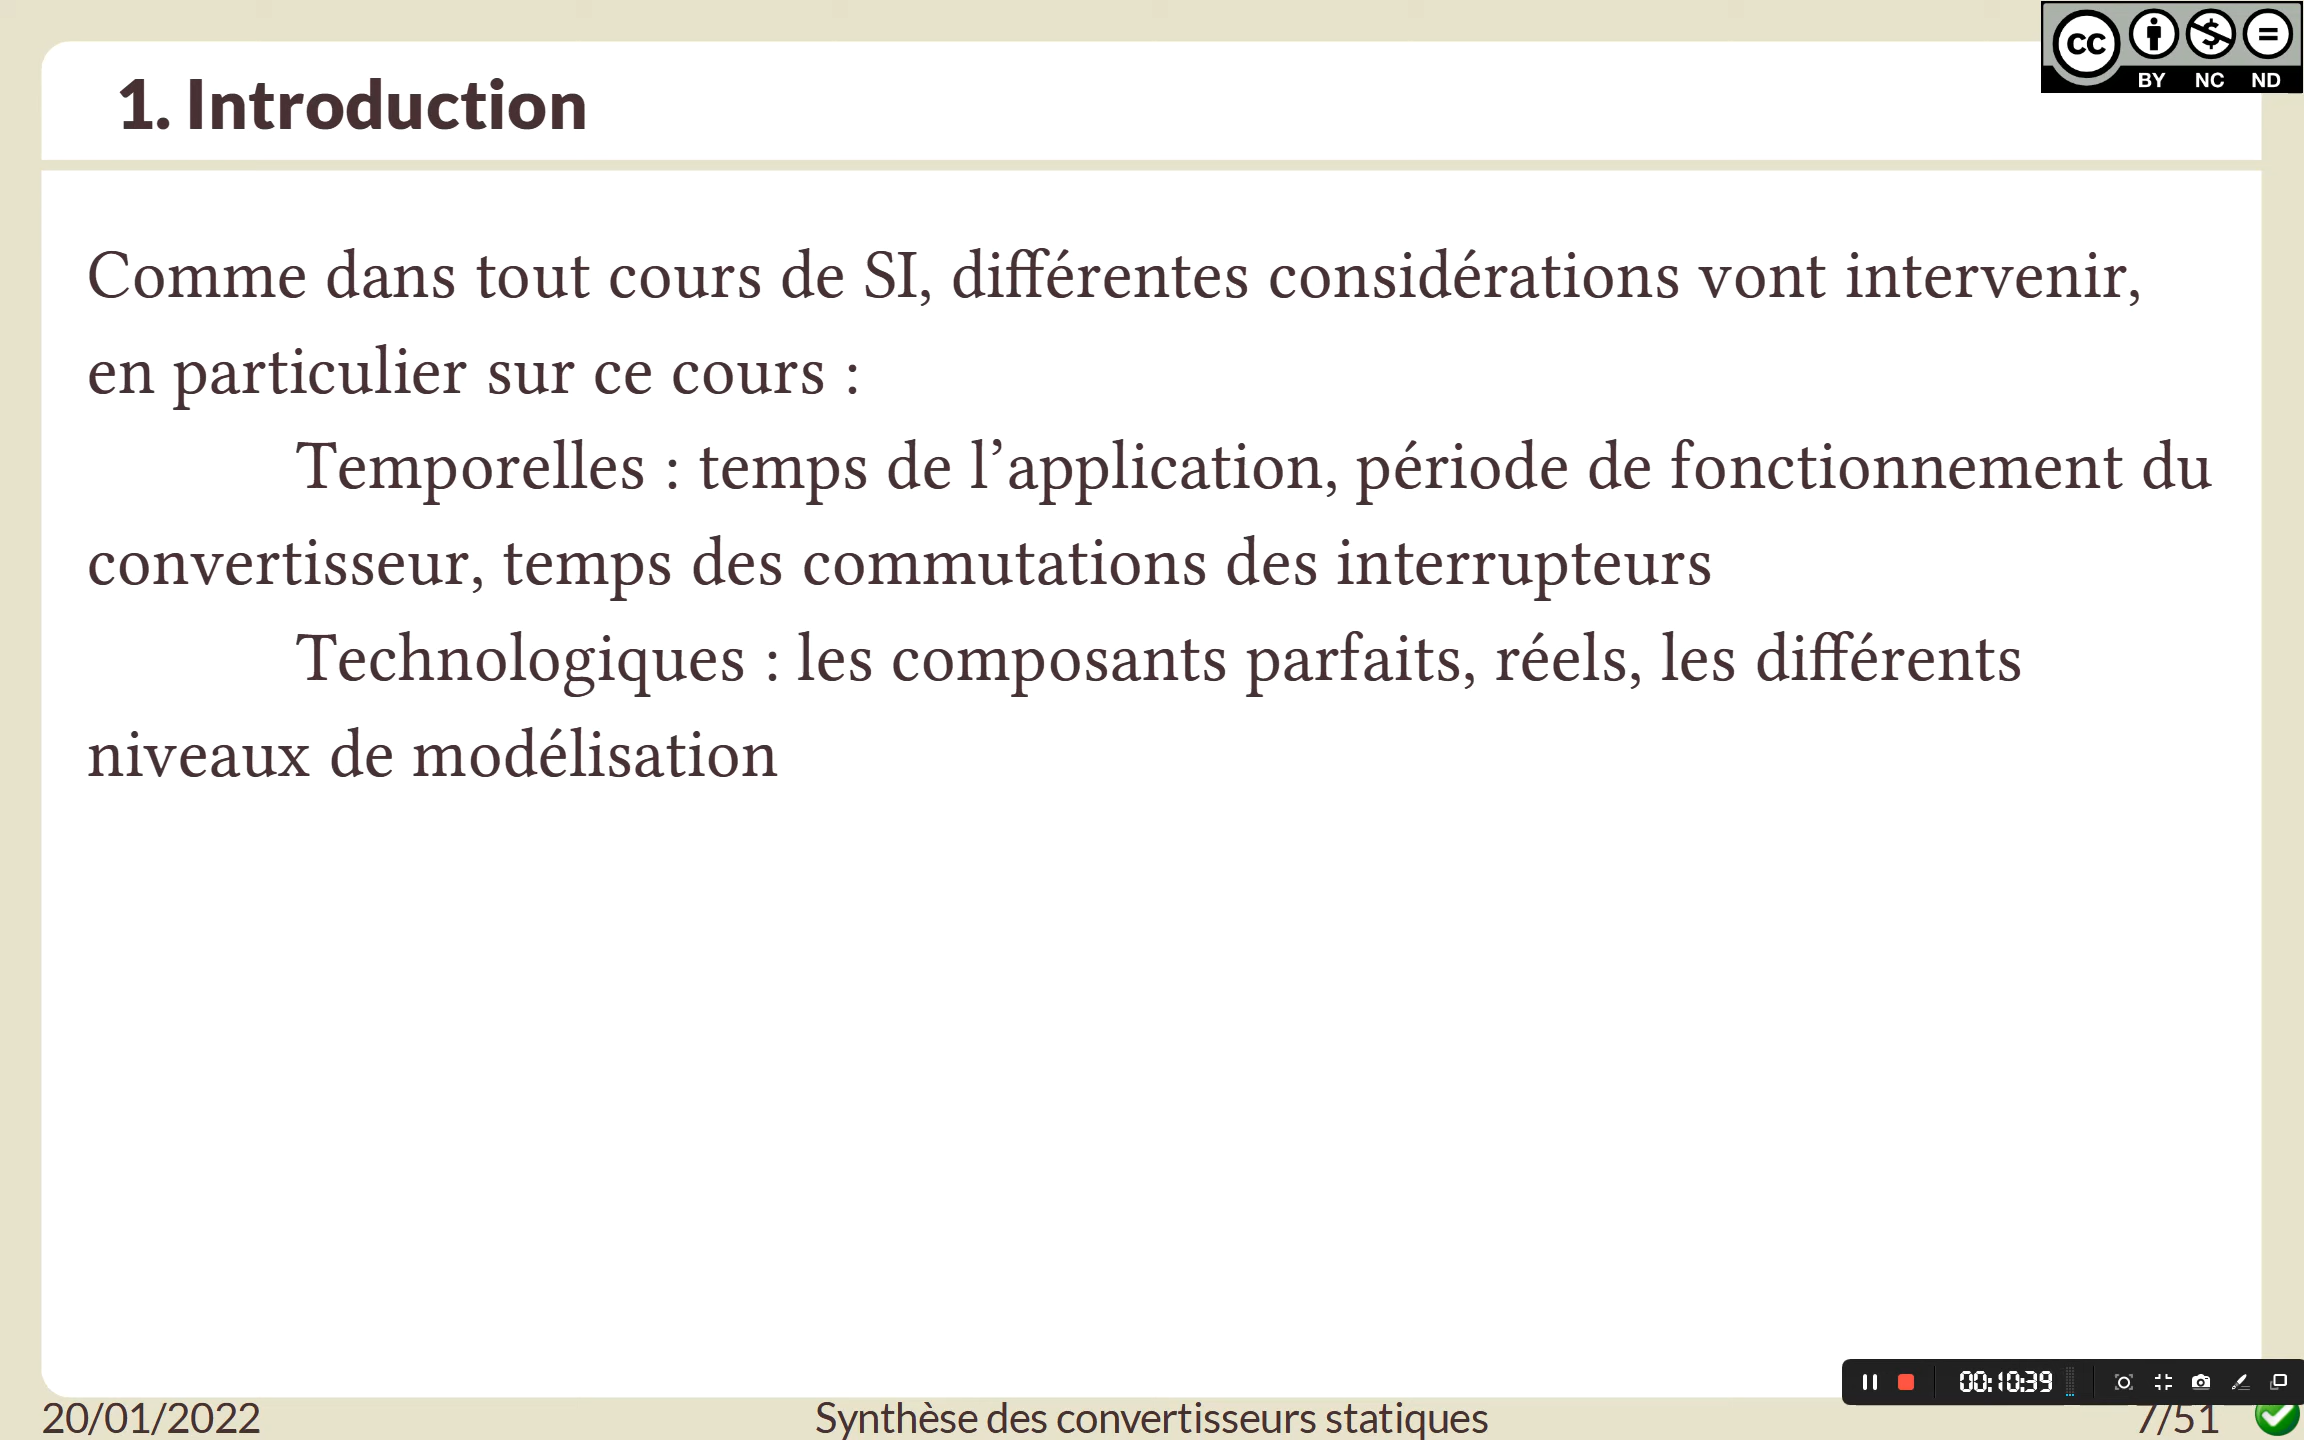 cc
BY NC ND
1. Introduction
Comme dans tout cours de SI, différentes considérations vont intervenir,
en particulier sur ce cours :
Temporelles : temps de l’application, période de fonctionnement du
convertisseur, temps des commutations des interrupteurs
Technologiques : les composants parfaits, réels, les différents
niveaux de modélisation
00:10:39
20/01/2022
Synthèse des convertisseurs statiques
7/51